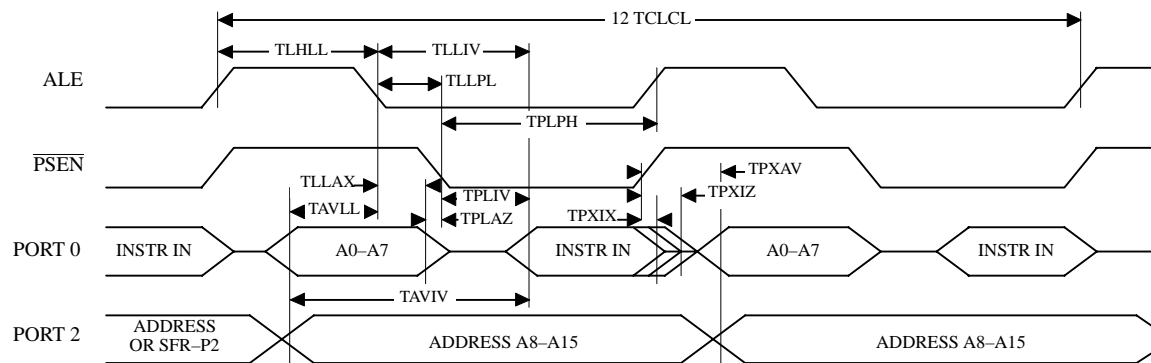 12 TCLCL
TLHLL
TLLIV
ALE
TLLPL
TPLPH
PSEN
TPXAV
TLLAX
TPLIV
TPXIZ
TAVLL
TPLAZ
TPXIX
PORT 0
INSTR IN
A0–A7
INSTR IN
A0–A7
INSTR IN
TAVIV
PORT 2
ADDRESS
OR SFR–P2
ADDRESS A8–A15
ADDRESS A8–A15